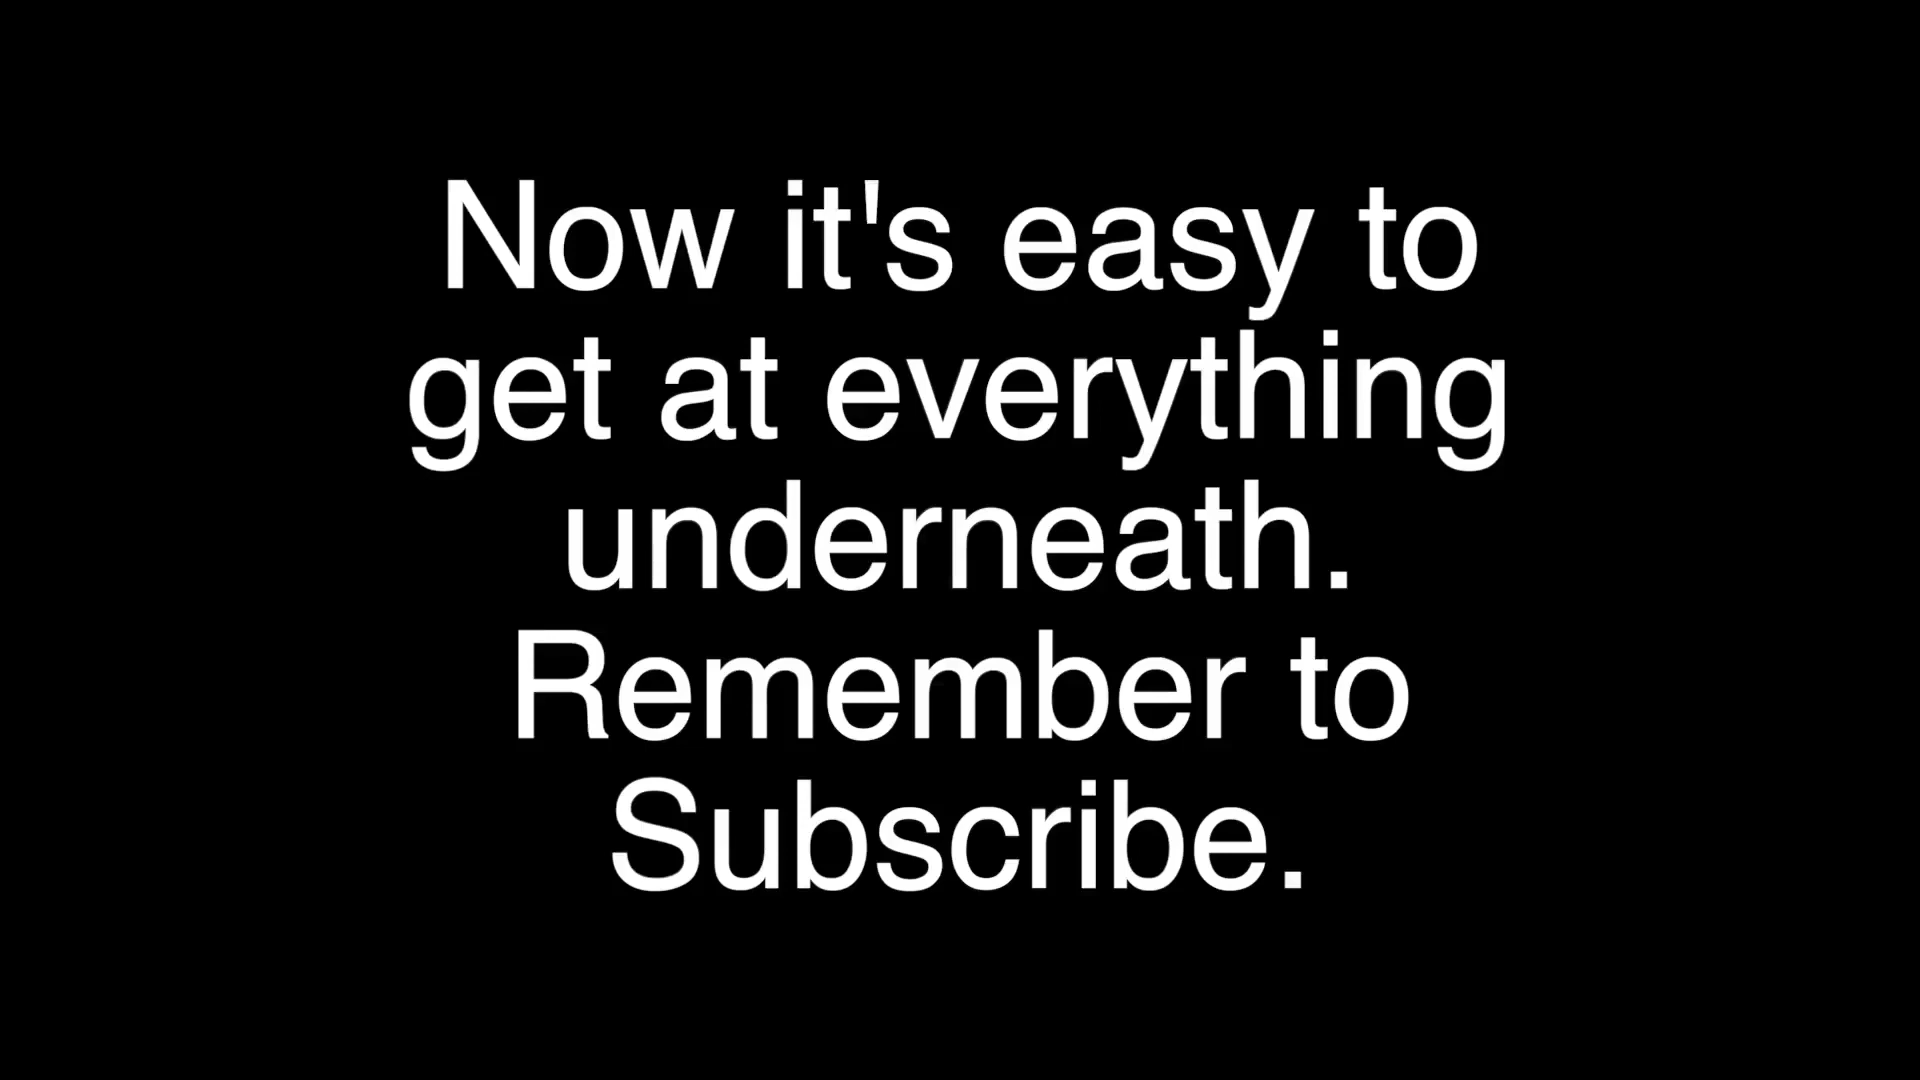 Now it's easy to
get at everything
underneath.
Remember to
Subscribe.